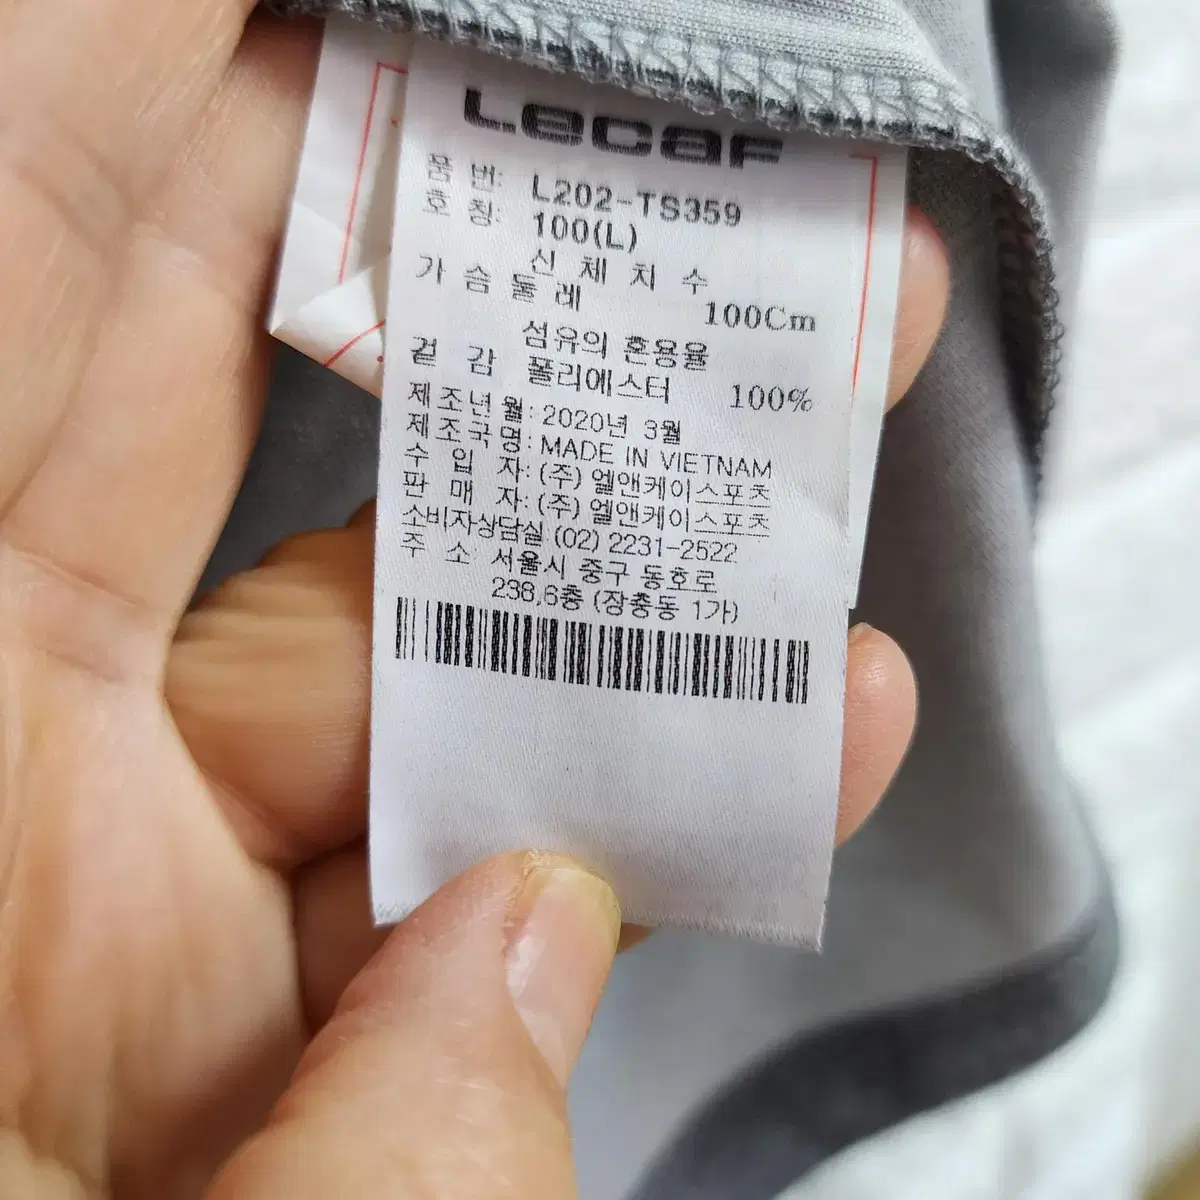 Lecaf
품 번: L202-TS359
호 칭: 100(L)
신 체 치 수
가 슴 둘 레 100Cm
섬유의 혼용율
겉 감 폴리에스터 100%
제조년월: 2020년 3월
제조국명: MADE IN VIETNAM
수 입 자: (주) 엘앤케이스포츠
판 매 자: (주) 엘앤케이스포츠
소비자상담실 (02) 2231-2522
주 소: 서울시 중구 동호로
238,6층 (장충동 1가)